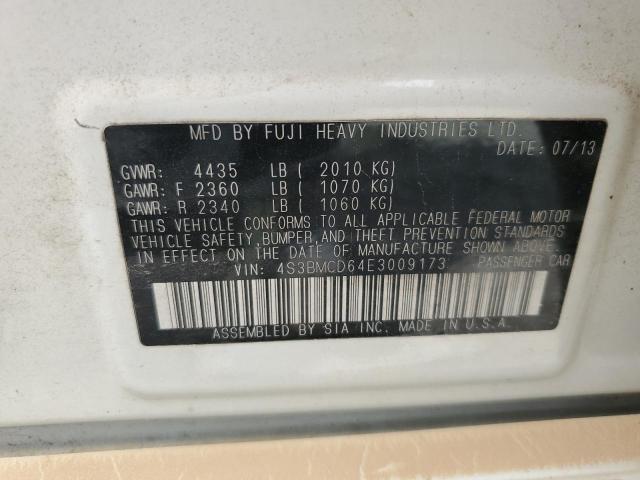 MFD BY FUJI HEAVY INDUSTRIES LTD.
DATE: 07/13
GVWR: 4435 LB ( 2010 KG)
GAWR: F 2360 LB ( 1070 KG)
GAWR: R 2340 LB ( 1060 KG)
THIS VEHICLE CONFORMS TO ALL APPLICABLE FEDERAL MOTOR
VEHICLE SAFETY, BUMPER, AND THEFT PREVENTION STANDARDS
IN EFFECT ON THE DATE OF MANUFACTURE SHOWN ABOVE.
VIN: 4S3BMCD64E3009173 PASSENGER CAR
ASSEMBLED BY SIA INC. MADE IN U.S.A.